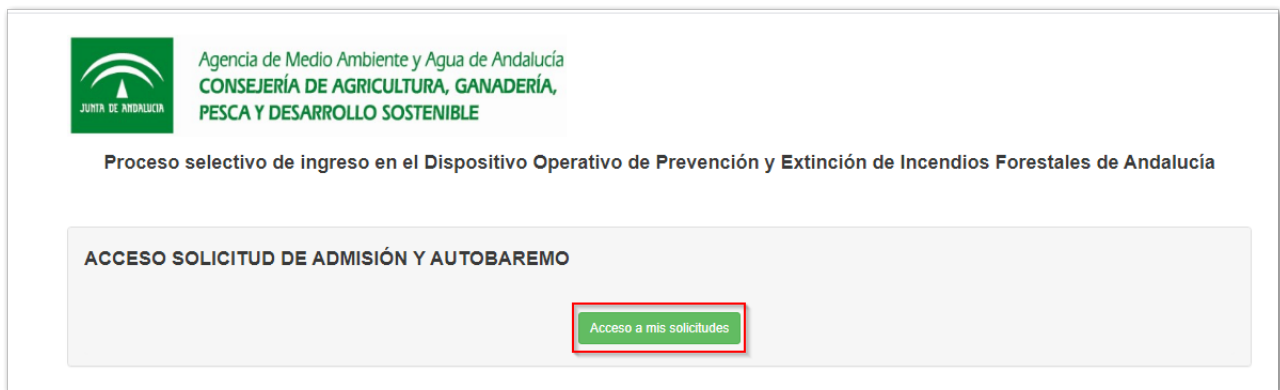 JUNTA DE ANDALUCIA
Agencia de Medio Ambiente y Agua de Andalucía
CONSEJERÍA DE AGRICULTURA, GANADERÍA,
PESCA Y DESARROLLO SOSTENIBLE
Proceso selectivo de ingreso en el Dispositivo Operativo de Prevención y Extinción de Incendios Forestales de Andalucía
ACCESO SOLICITUD DE ADMISIÓN Y AUTOBAREMO
Acceso a mis solicitudes